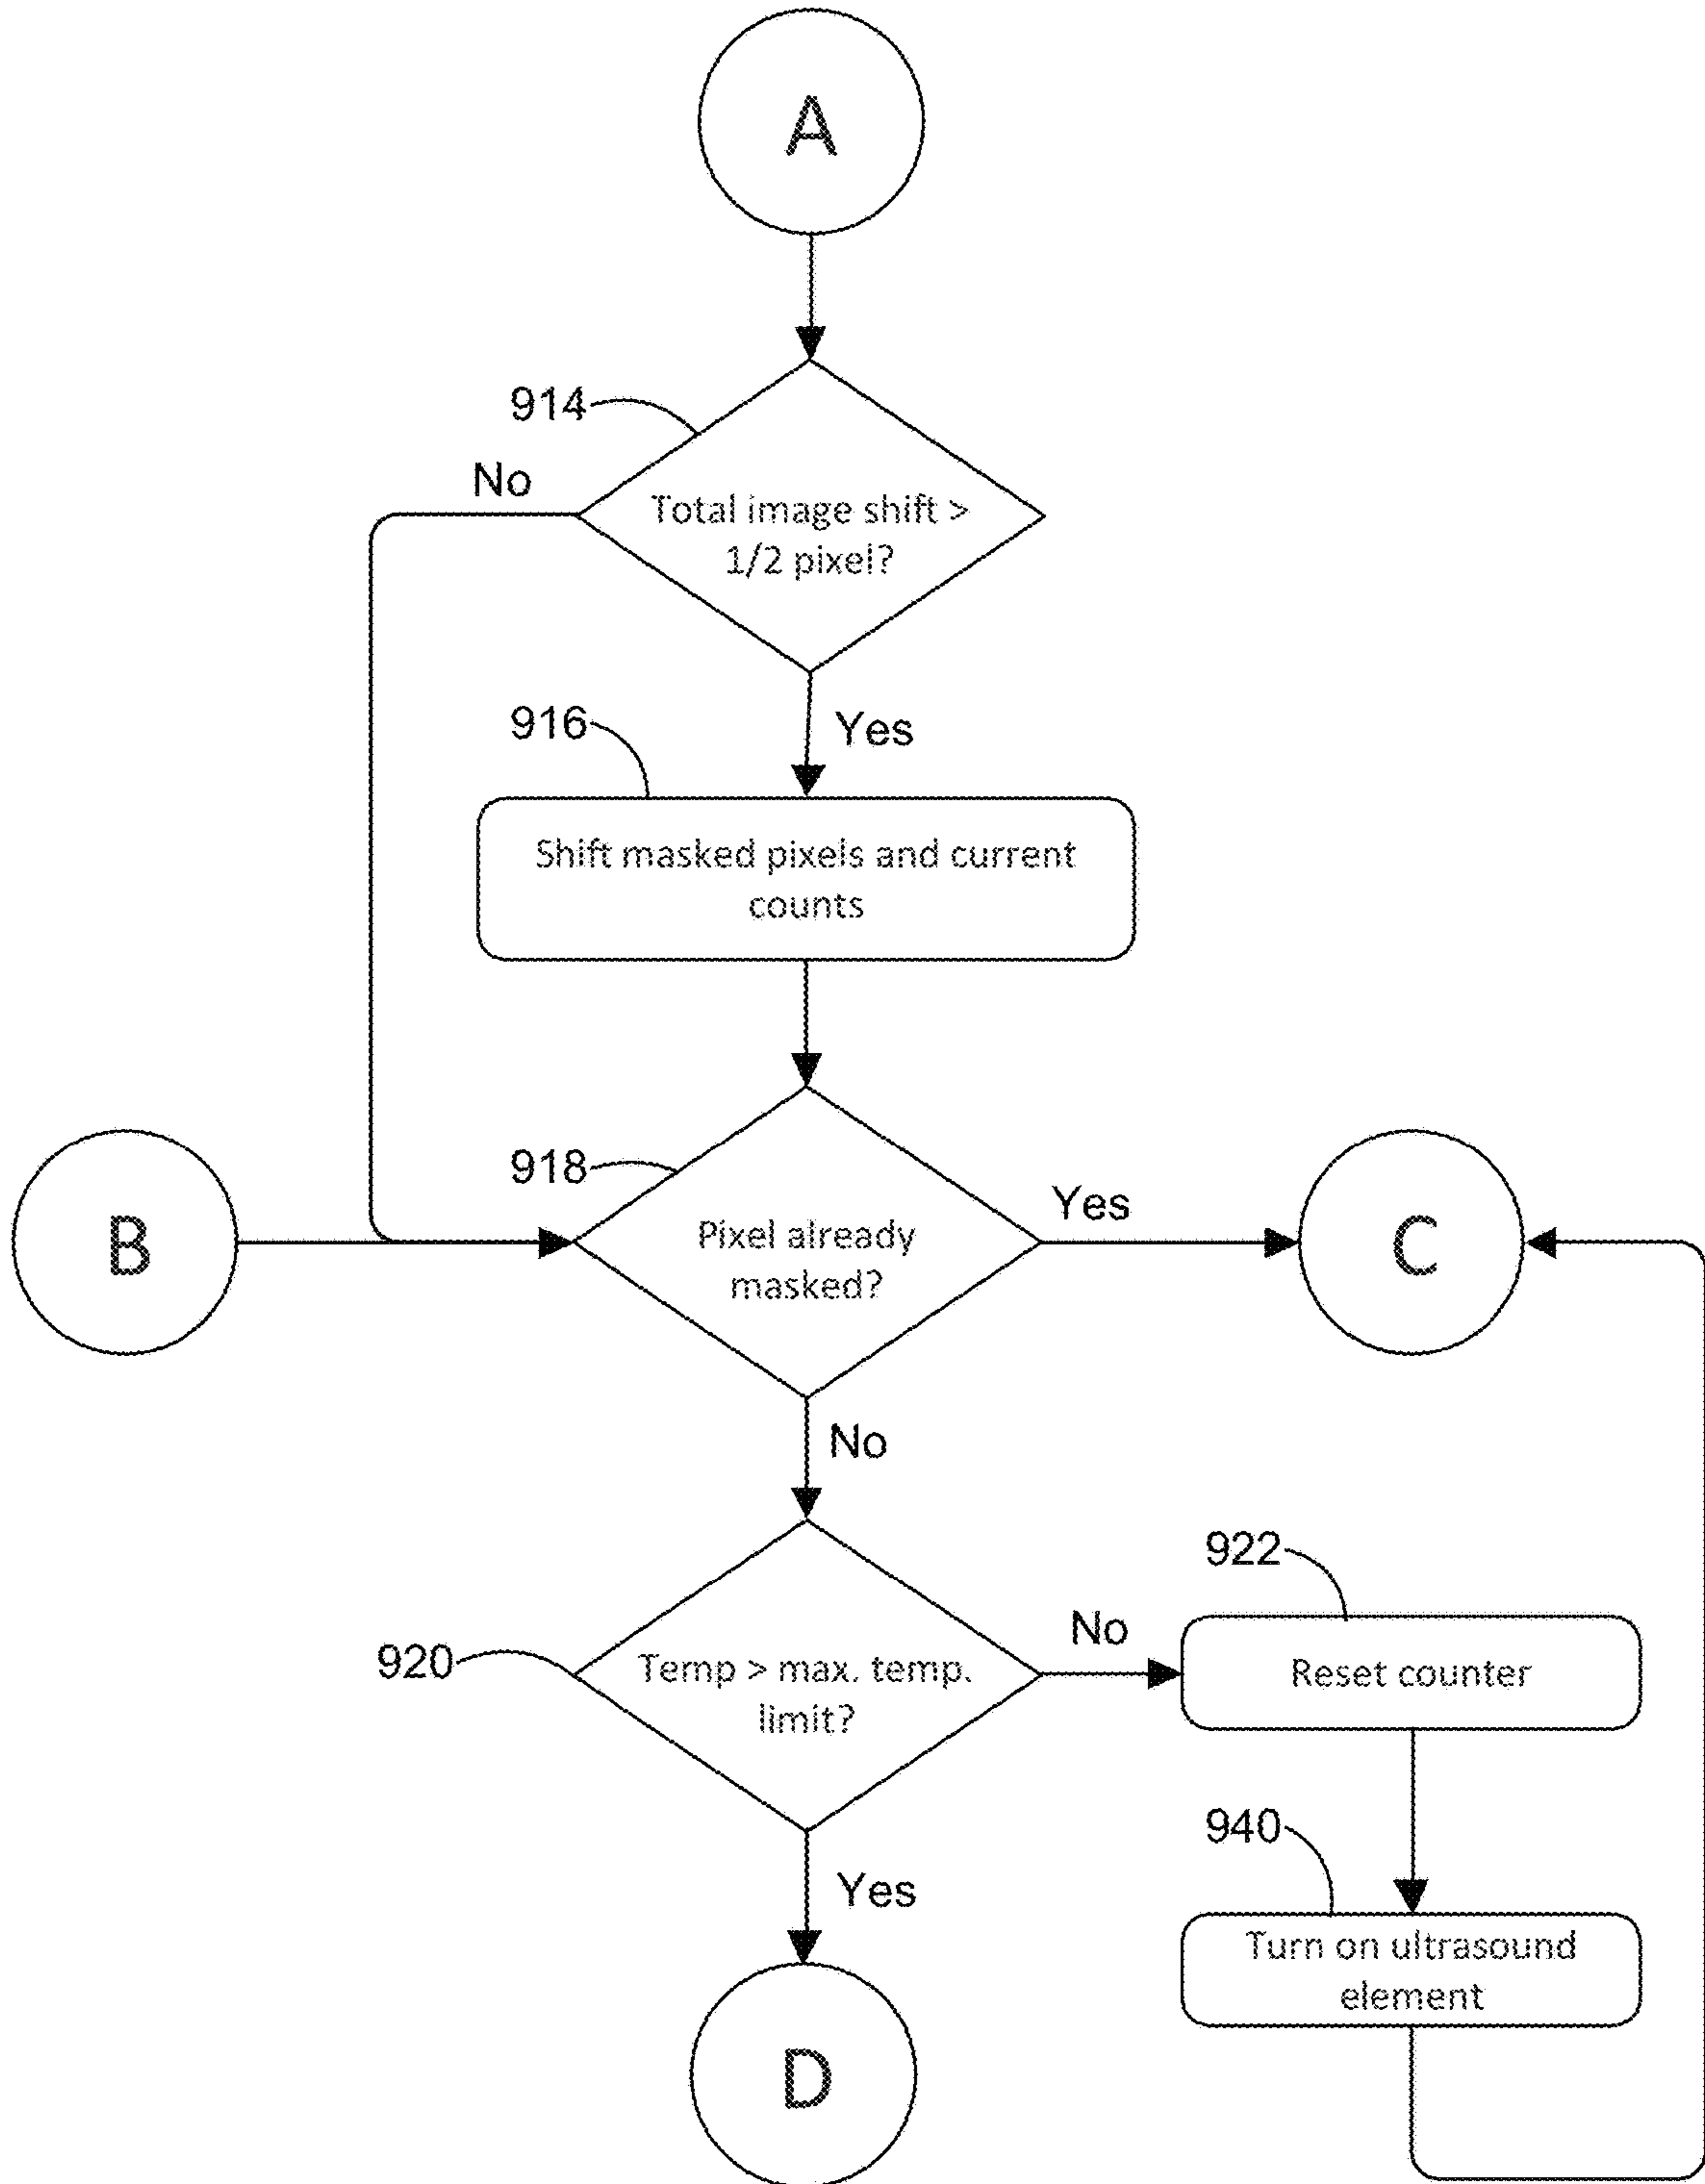 A
914
No
Total image shift >
1/2 pixel?
916
Yes
Shift masked pixels and current
counts
918
B
Pixel already
masked?
Yes
C
No
922
920
Temp > max. temp.
limit?
No
Reset counter
940
Yes
Turn on ultrasound
element
D